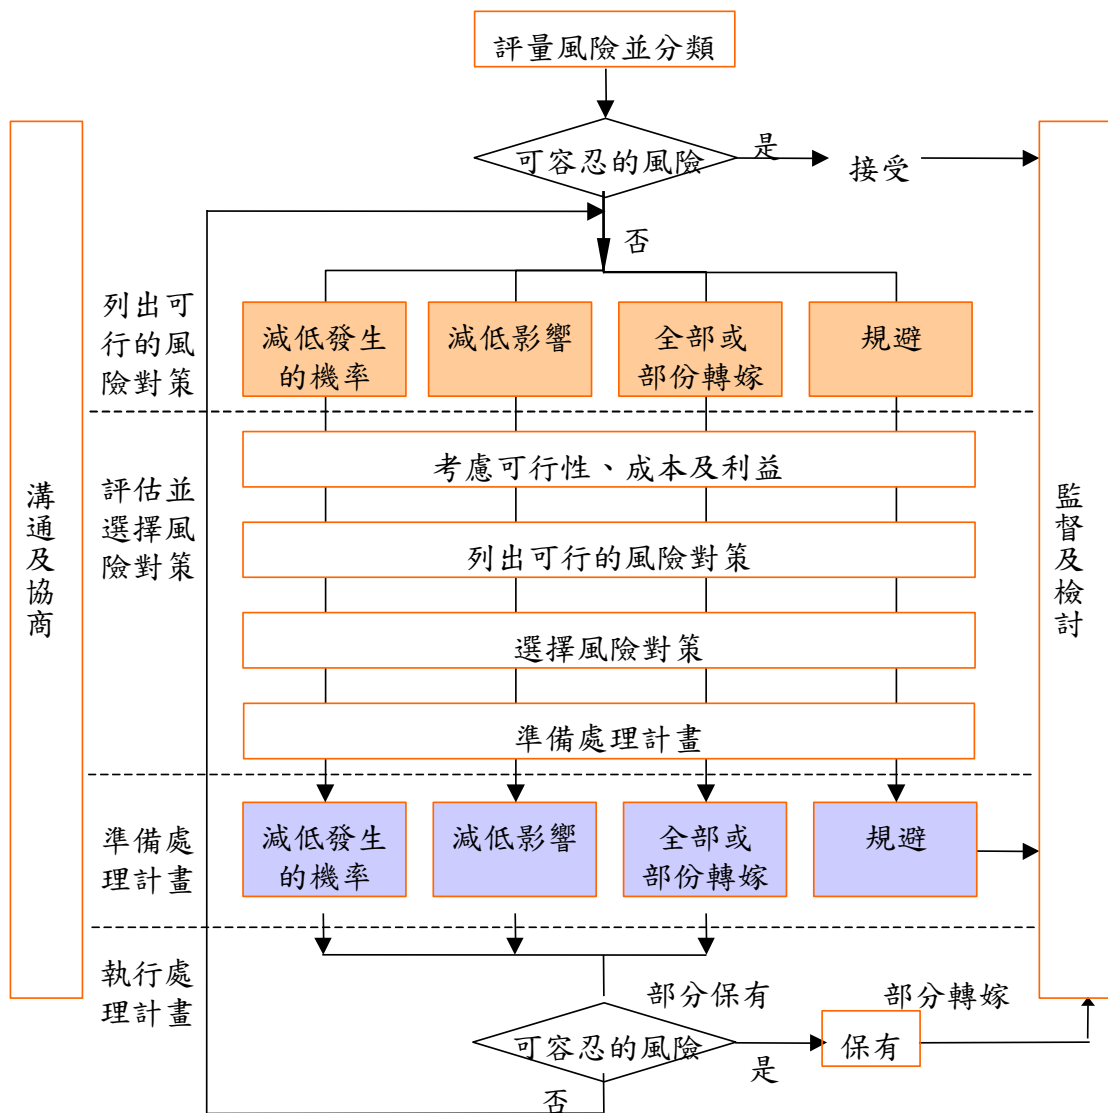 評量風險並分類
可容忍的風險
是
接受
否
列出可
行的風
險對策
減低發生
的機率
減低影響
全部或
部份轉嫁
規避
溝通及協商
評估並
選擇風
險對策
考慮可行性、成本及利益
列出可行的風險對策
選擇風險對策
準備處理計畫
監督及檢討
準備處
理計畫
減低發生
的機率
減低影響
全部或
部份轉嫁
規避
執行處
理計畫
部分保有
部分轉嫁
可容忍的風險
是
保有
否